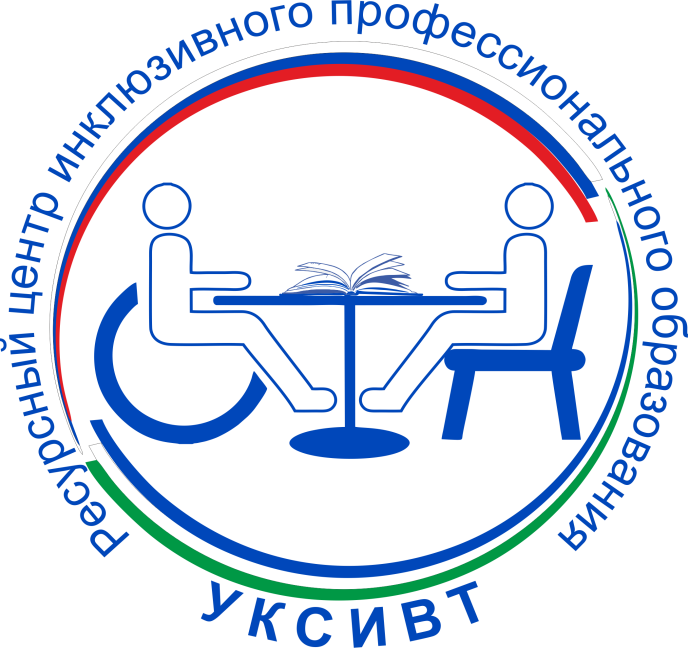 Ресурсный центр инклюзивного профессионального образования
УКСИВТ